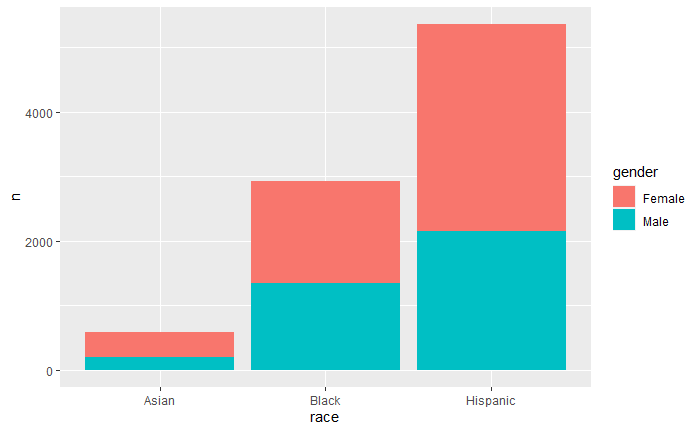 n
4000
2000
0
Asian
Black
Hispanic
race
gender
Female
Male